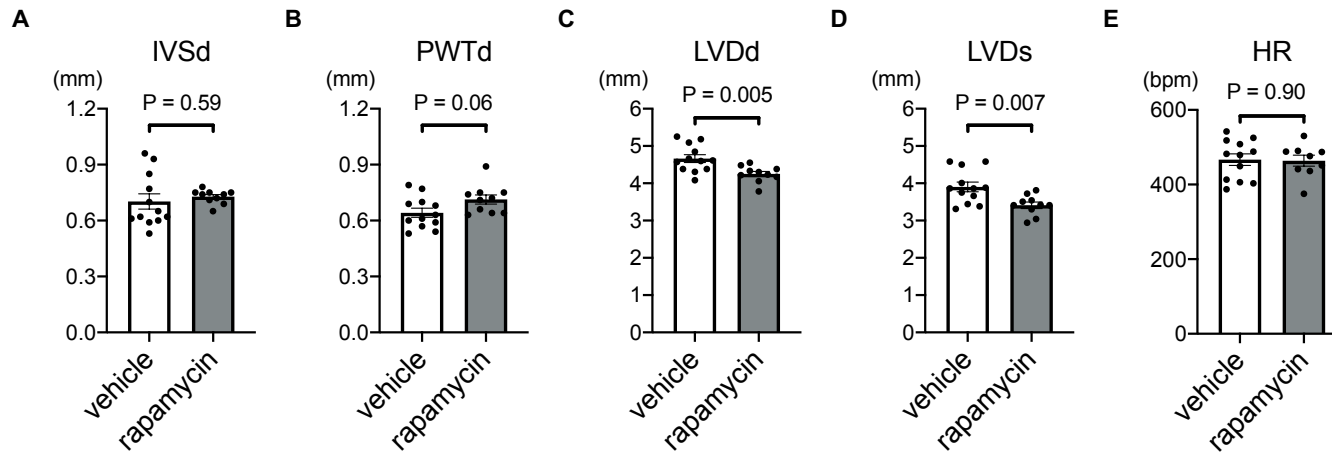 A
IVSd
(mm)
P = 0.59
1.2
0.9
0.6
0.3
0.0
vehicle
rapamycin
B
PWTd
(mm)
P = 0.06
1.2
0.9
0.6
0.3
0.0
vehicle
rapamycin
C
LVDd
(mm)
P = 0.005
6
5
4
3
2
1
0
vehicle
rapamycin
D
LVDs
(mm)
P = 0.007
6
5
4
3
2
1
0
vehicle
rapamycin
E
HR
(bpm)
P = 0.90
600
400
200
0
vehicle
rapamycin